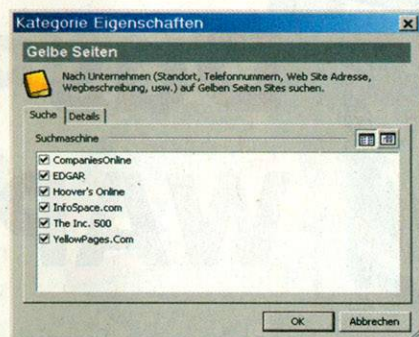 Kategorie Eigenschaften
Gelbe Seiten
Nach Unternehmen (Standort, Telefonnummern, Web Site Adresse,
Wegbeschreibung, usw.) auf Gelben Seiten Sites suchen.
Suche Details
Suchmaschine
CompaniesOnline
EDGAR
Hoover's Online
InfoSpace.com
The Inc. 500
YellowPages.Com
OK Abbrechen